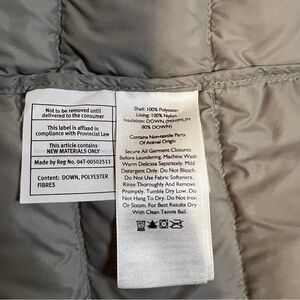 Not to be removed until
delivered to the consumer
This label is affixed in
compliance with Provincial Law
This article contains
NEW MATERIALS ONLY
Made by Reg No. 04T-00502511
Content: DOWN, POLYESTER
FIBRES
Shell: 100% Polyester
Lining: 100% Nylon
Insulation: DOWN (MINIMUM
80% DOWN)
Contains Non-textile Parts
Of Animal Origin
Secure All Garment Closures
Before Laundering. Machine Wash
Warm Delicate Separately. Mild
Detergent Only. Do Not Bleach.
Do Not Use Fabric Softeners.
Rinse Thoroughly And Remove
Promptly. Tumble Dry Low. Do
Not Hang To Dry. Do Not Iron
Or Steam. For Best Results Dry
With Clean Tennis Ball.